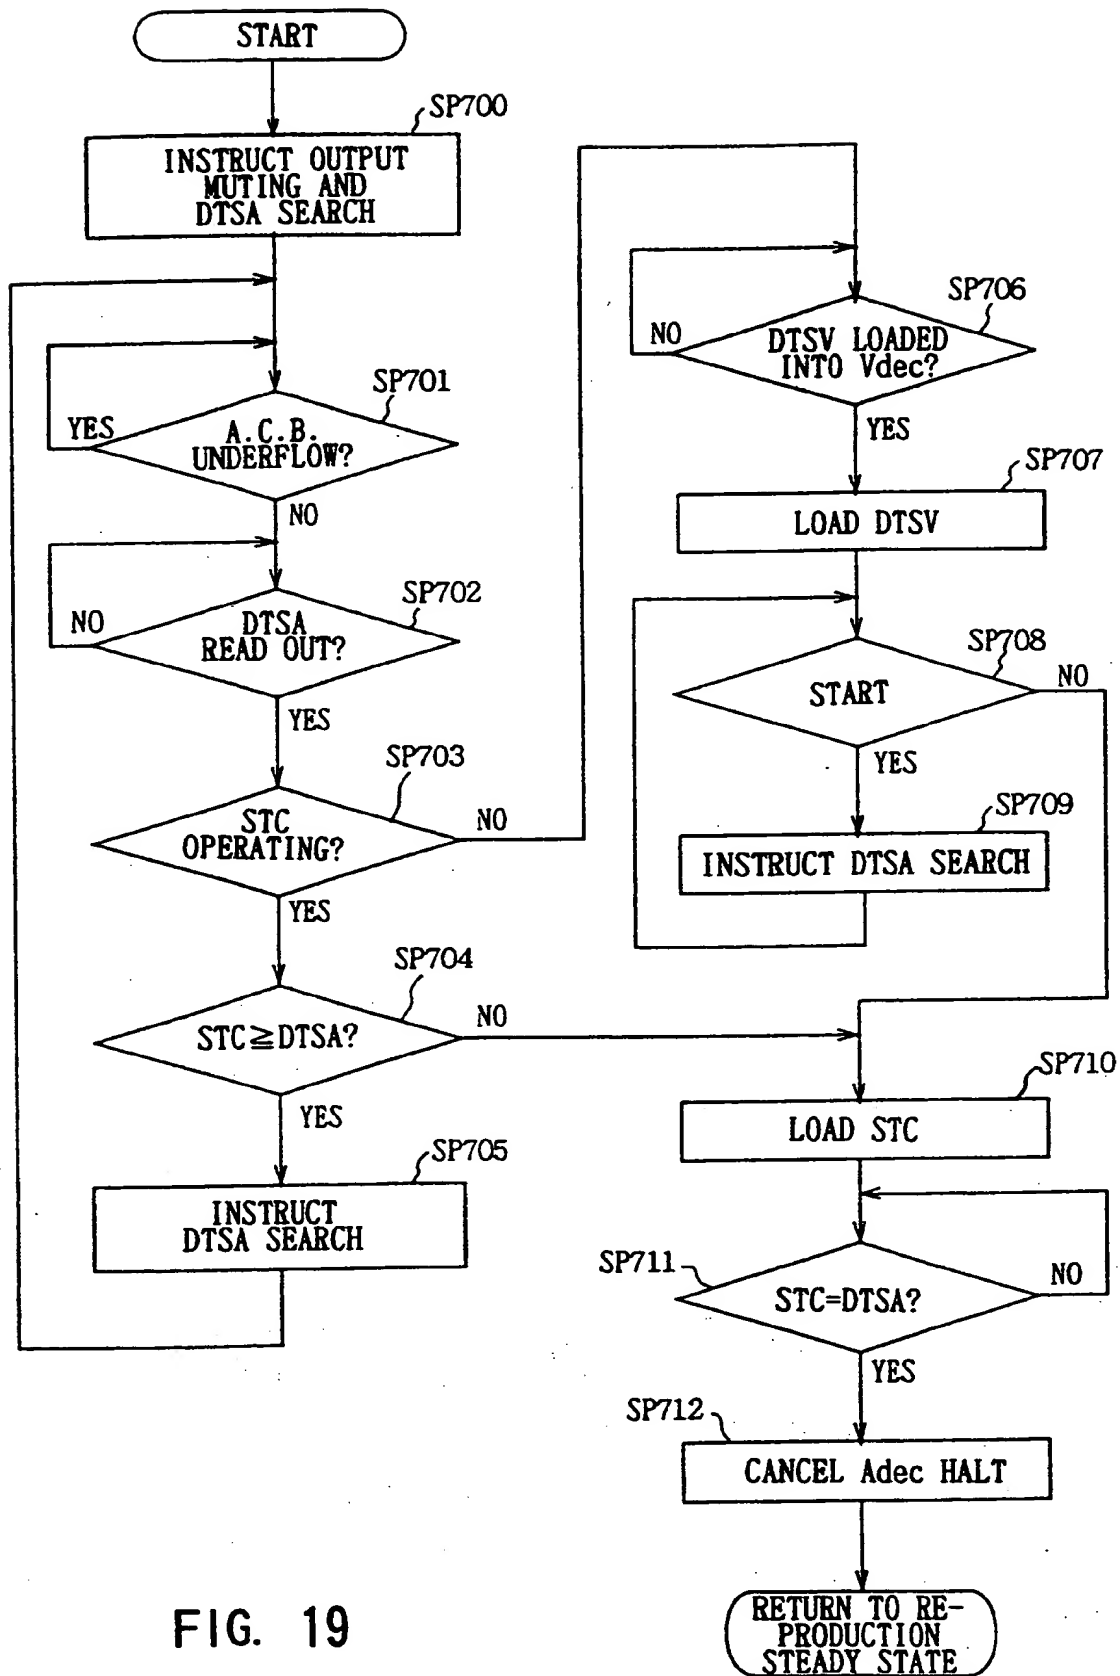 START
SP700
INSTRUCT OUTPUT
MUTING AND
DTSA SEARCH
SP701
YES
A.C.B.
UNDERFLOW?
NO
SP702
NO
DTSA
READ OUT?
YES
SP703
STC
OPERATING?
NO
YES
SP704
STC≧DTSA?
NO
YES
SP705
INSTRUCT
DTSA SEARCH
SP706
NO
DTSV LOADED
INTO Vdec?
YES
SP707
LOAD DTSV
SP708
START
NO
YES
SP709
INSTRUCT DTSA SEARCH
SP710
LOAD STC
SP711
STC=DTSA?
NO
YES
SP712
CANCEL Adec HALT
RETURN TO RE-
PRODUCTION
STEADY STATE
FIG. 19